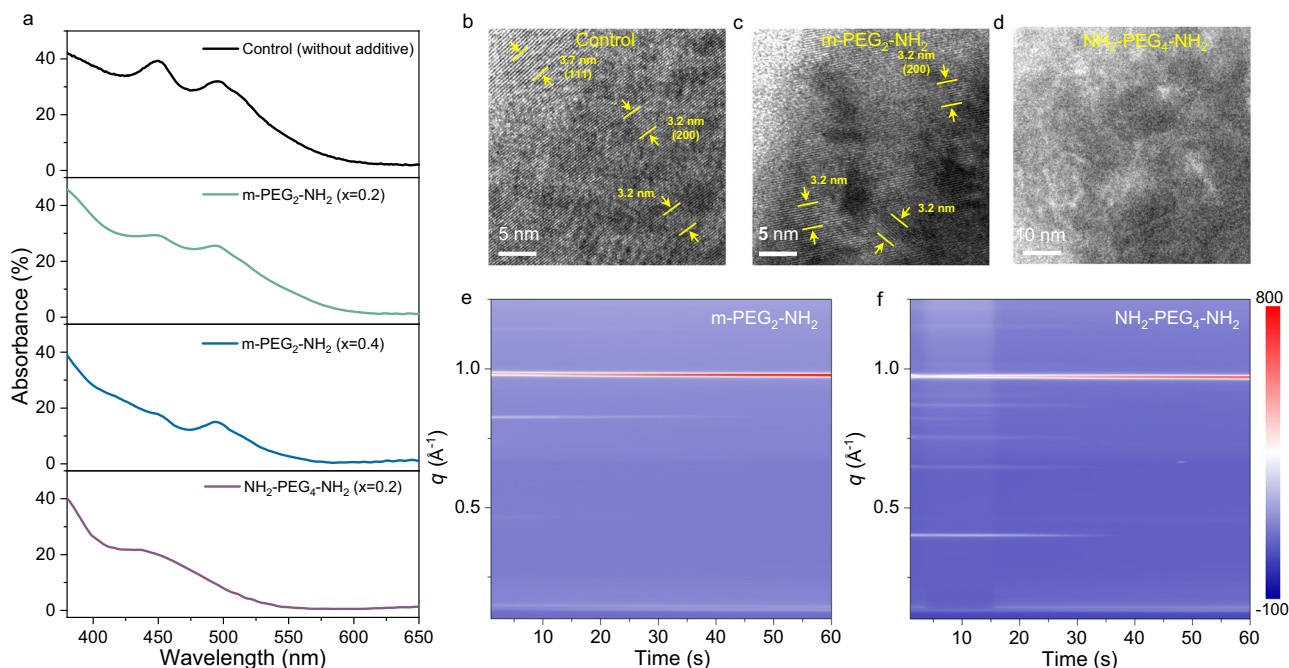 a
Control (without additive)
m-PEG₂-NH₂ (x=0.2)
m-PEG₂-NH₂ (x=0.4)
NH₂-PEG₄-NH₂ (x=0.2)
Absorbance (%)
40
20
0
40
20
0
40
20
0
40
20
0
400 450 500 550 600 650
Wavelength (nm)
b
Control
3.7 nm
(111)
3.2 nm
(200)
3.2 nm
5 nm
c
m-PEG₂-NH₂
3.2 nm
(200)
3.2 nm
3.2 nm
5 nm
d
NH₂-PEG₄-NH₂
10 nm
e
m-PEG₂-NH₂
q (Å⁻¹)
1.0
0.5
10 20 30 40 50 60
Time (s)
f
NH₂-PEG₄-NH₂
q (Å⁻¹)
1.0
0.5
10 20 30 40 50 60
Time (s)
800
-100